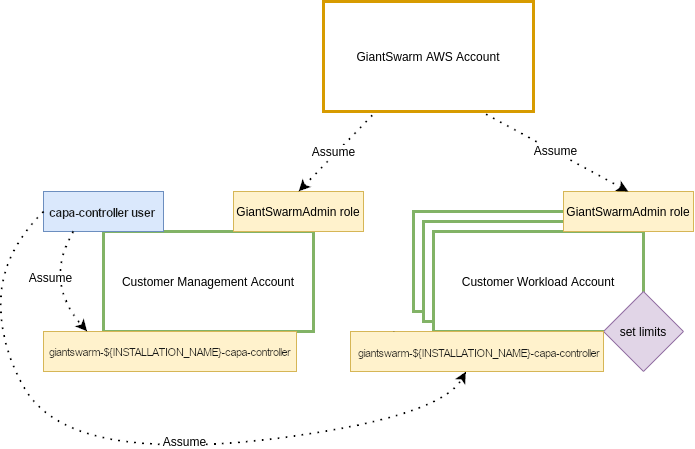 GiantSwarm AWS Account
Assume
Assume
capa-controller user
GiantSwarmAdmin role
GiantSwarmAdmin role
Assume
Customer Management Account
Customer Workload Account
set limits
giantswarm-${INSTALLATION_NAME}-capa-controller
giantswarm-${INSTALLATION_NAME}-capa-controller
Assume